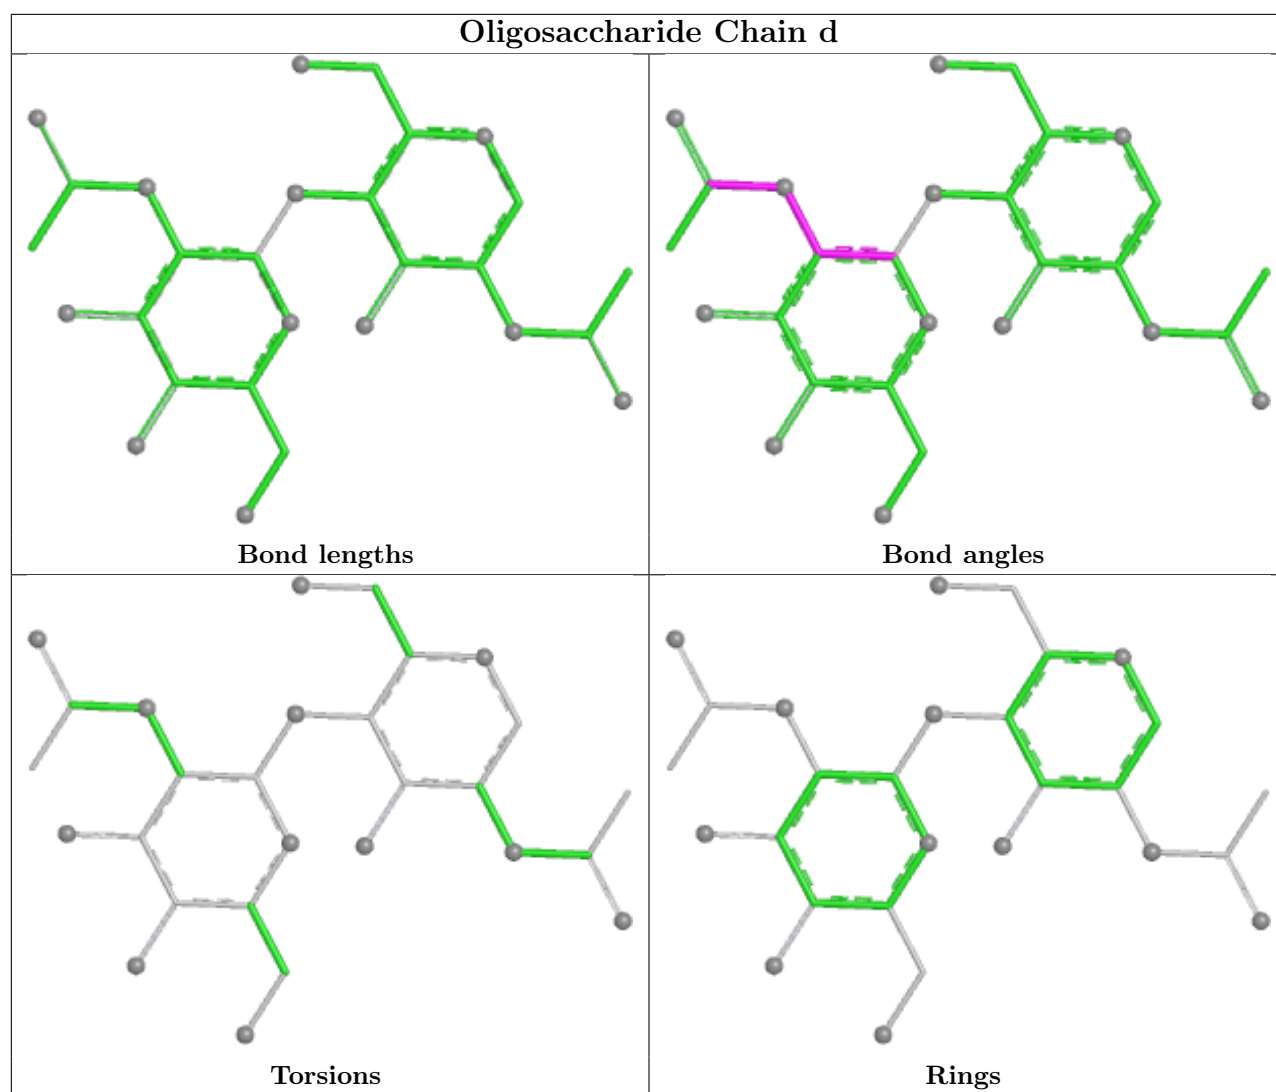 Oligosaccharide Chain d
Bond lengths
Bond angles
Torsions
Rings